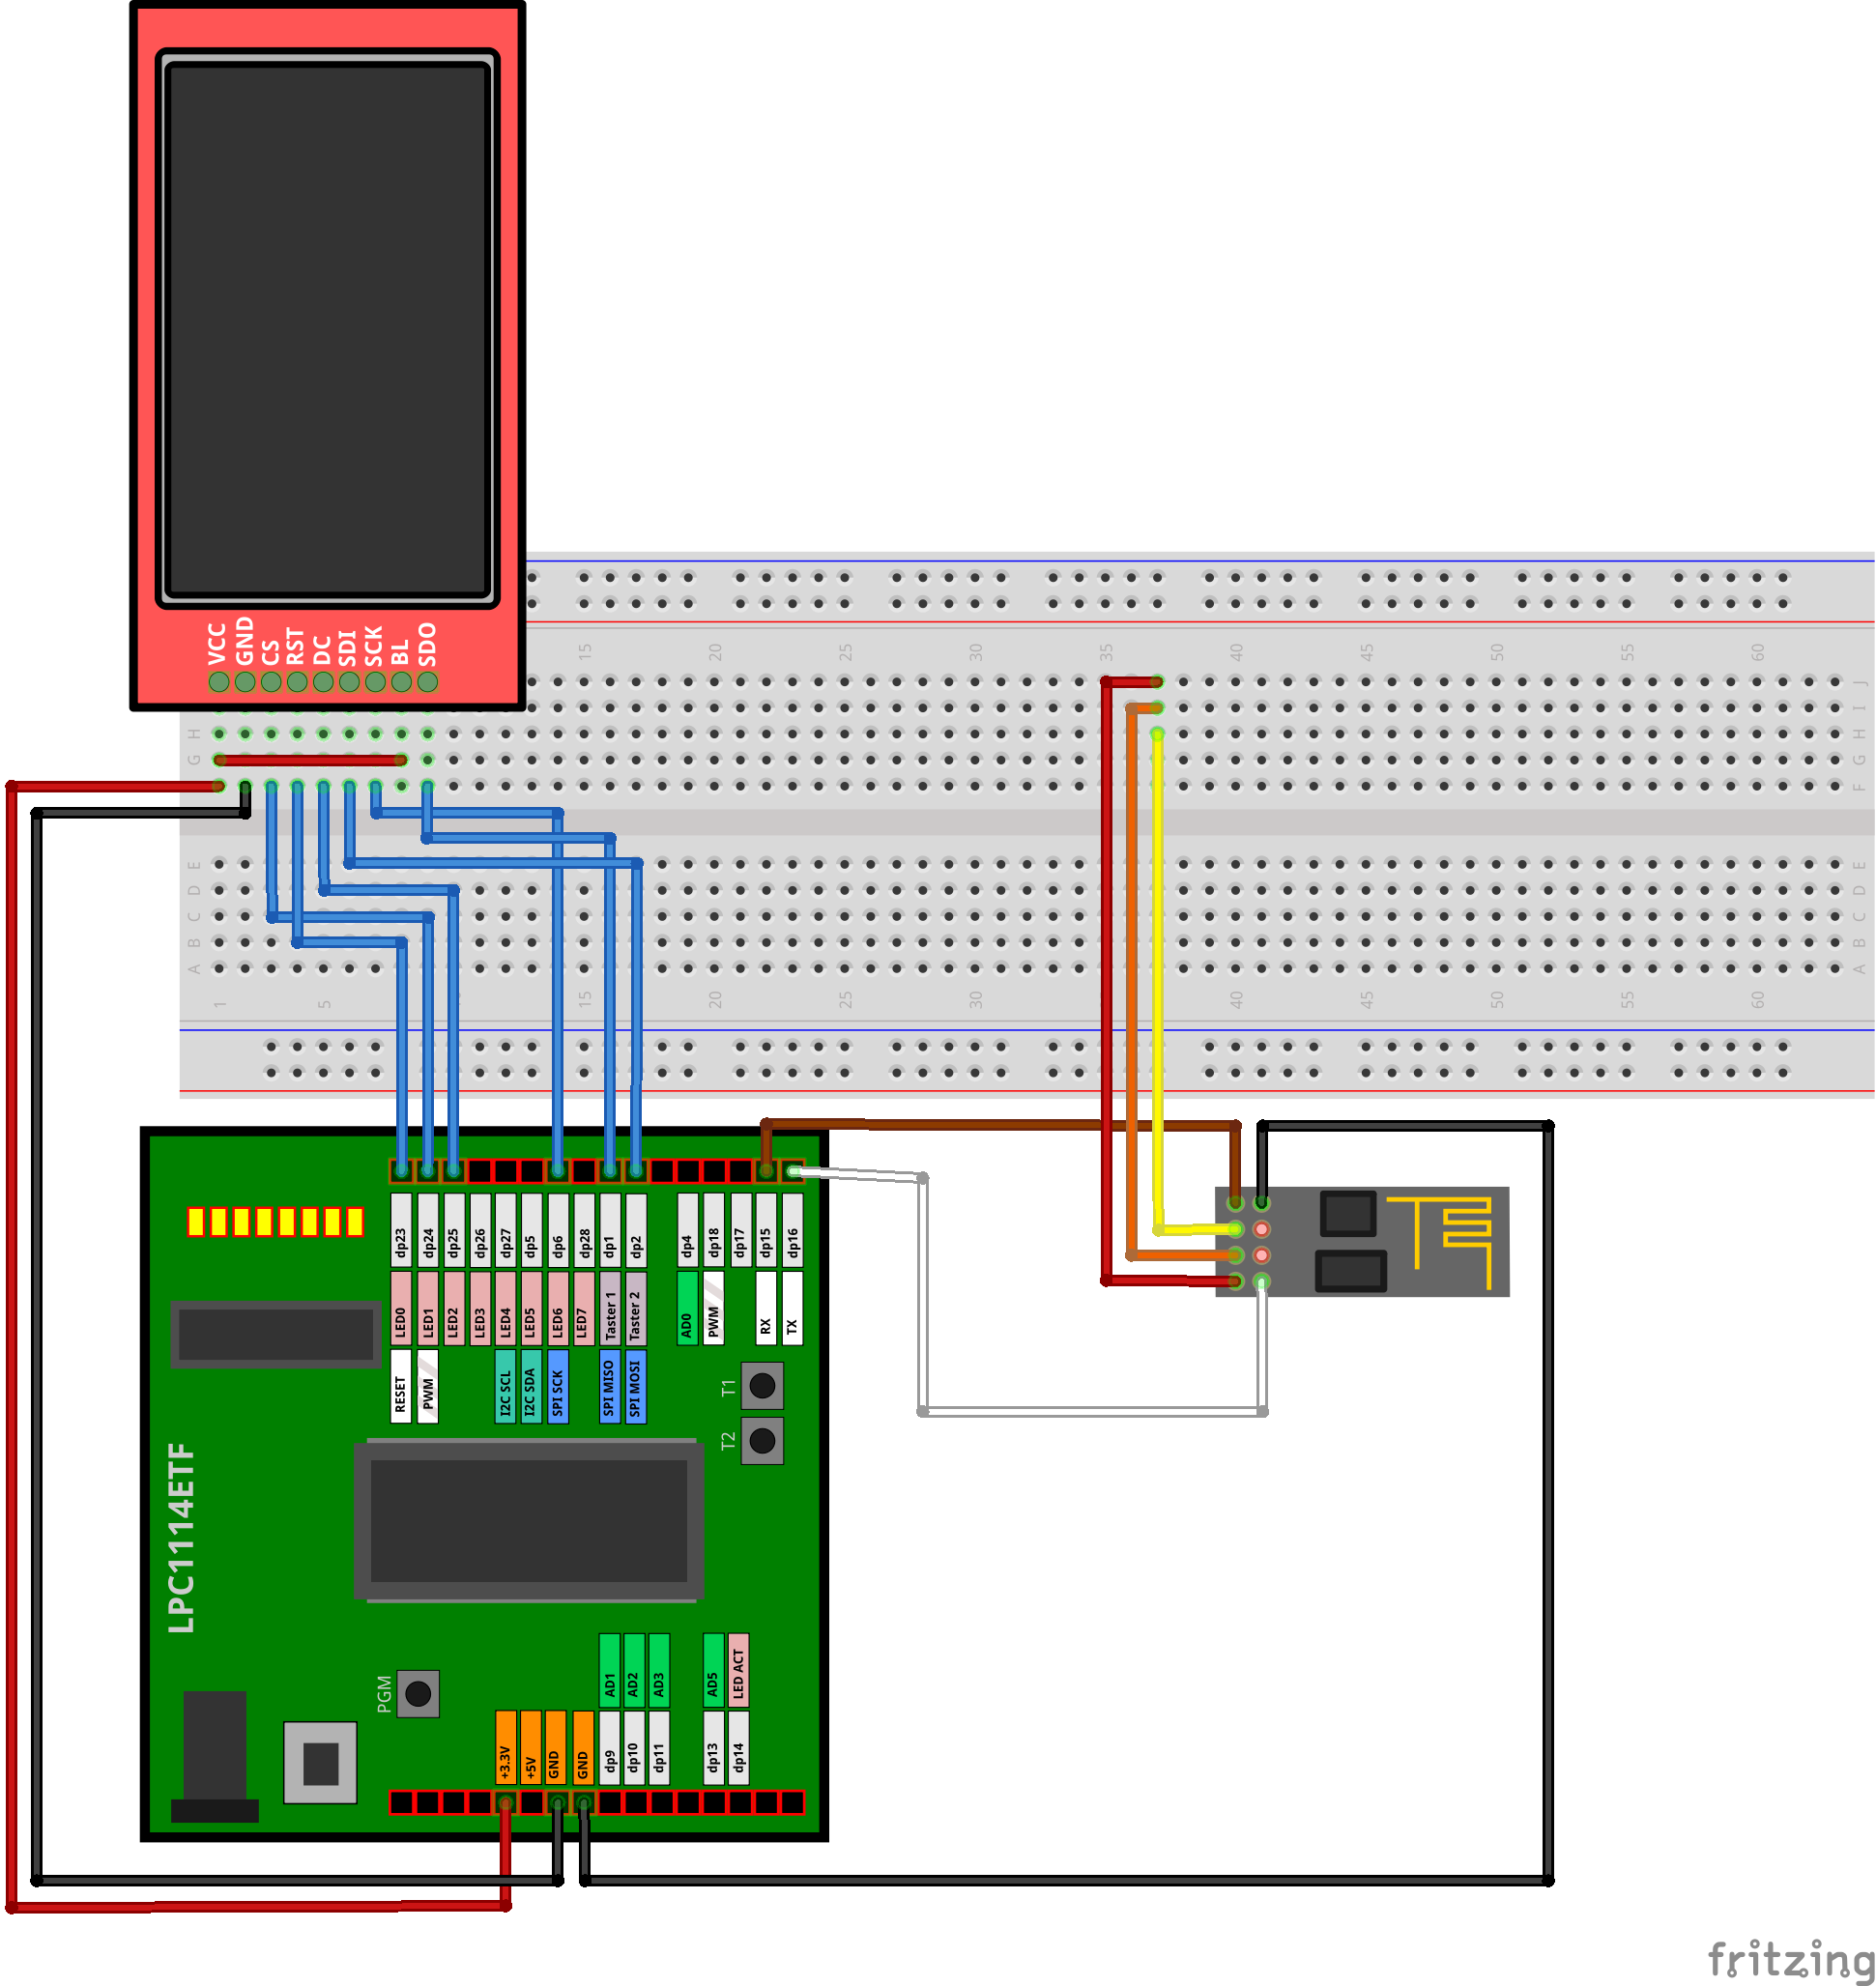 VCC
GND
CS
RST
DC
SDI
SCK
BL
SDO
15
20
25
30
35
40
45
50
55
60
J
I
H
H
G
G
F
E
E
D
D
C
C
B
B
A
A
1
5
15
20
25
30
40
45
50
55
60
dp23
dp24
dp25
dp26
dp27
dp5
dp6
dp28
dp1
dp2
dp4
dp18
dp17
dp15
dp16
LED0
LED1
LED2
LED3
LED4
LED5
LED6
LED7
Taster 1
Taster 2
AD0
PWM
RX
TX
RESET
PWM
I2C SCL
I2C SDA
SPI SCK
SPI MISO
SPI MOSI
T1
T2
LPC1114ETF
PGM
AD1
AD2
AD3
AD5
LED ACT
+3.3V
+5V
GND
GND
dp9
dp10
dp11
dp13
dp14
fritzing